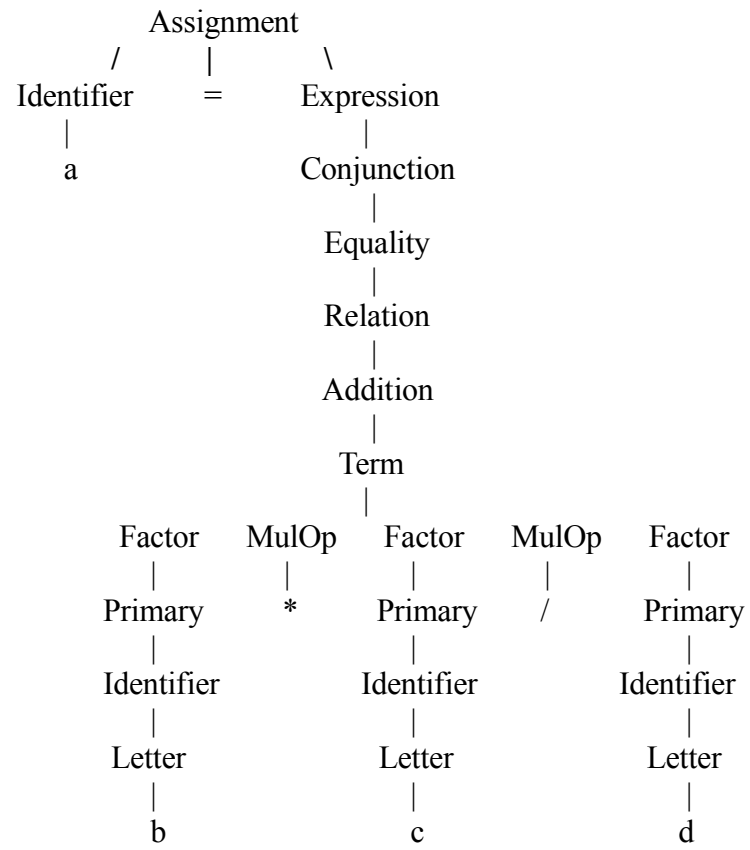 Assignment
/ | \
Identifier = Expression
| |
a Conjunction
|
Equality
|
Relation
|
Addition
|
Term
|
Factor MulOp Factor MulOp Factor
| | | | |
Primary * Primary / Primary
| | |
Identifier Identifier Identifier
| | |
Letter Letter Letter
| | |
b c d